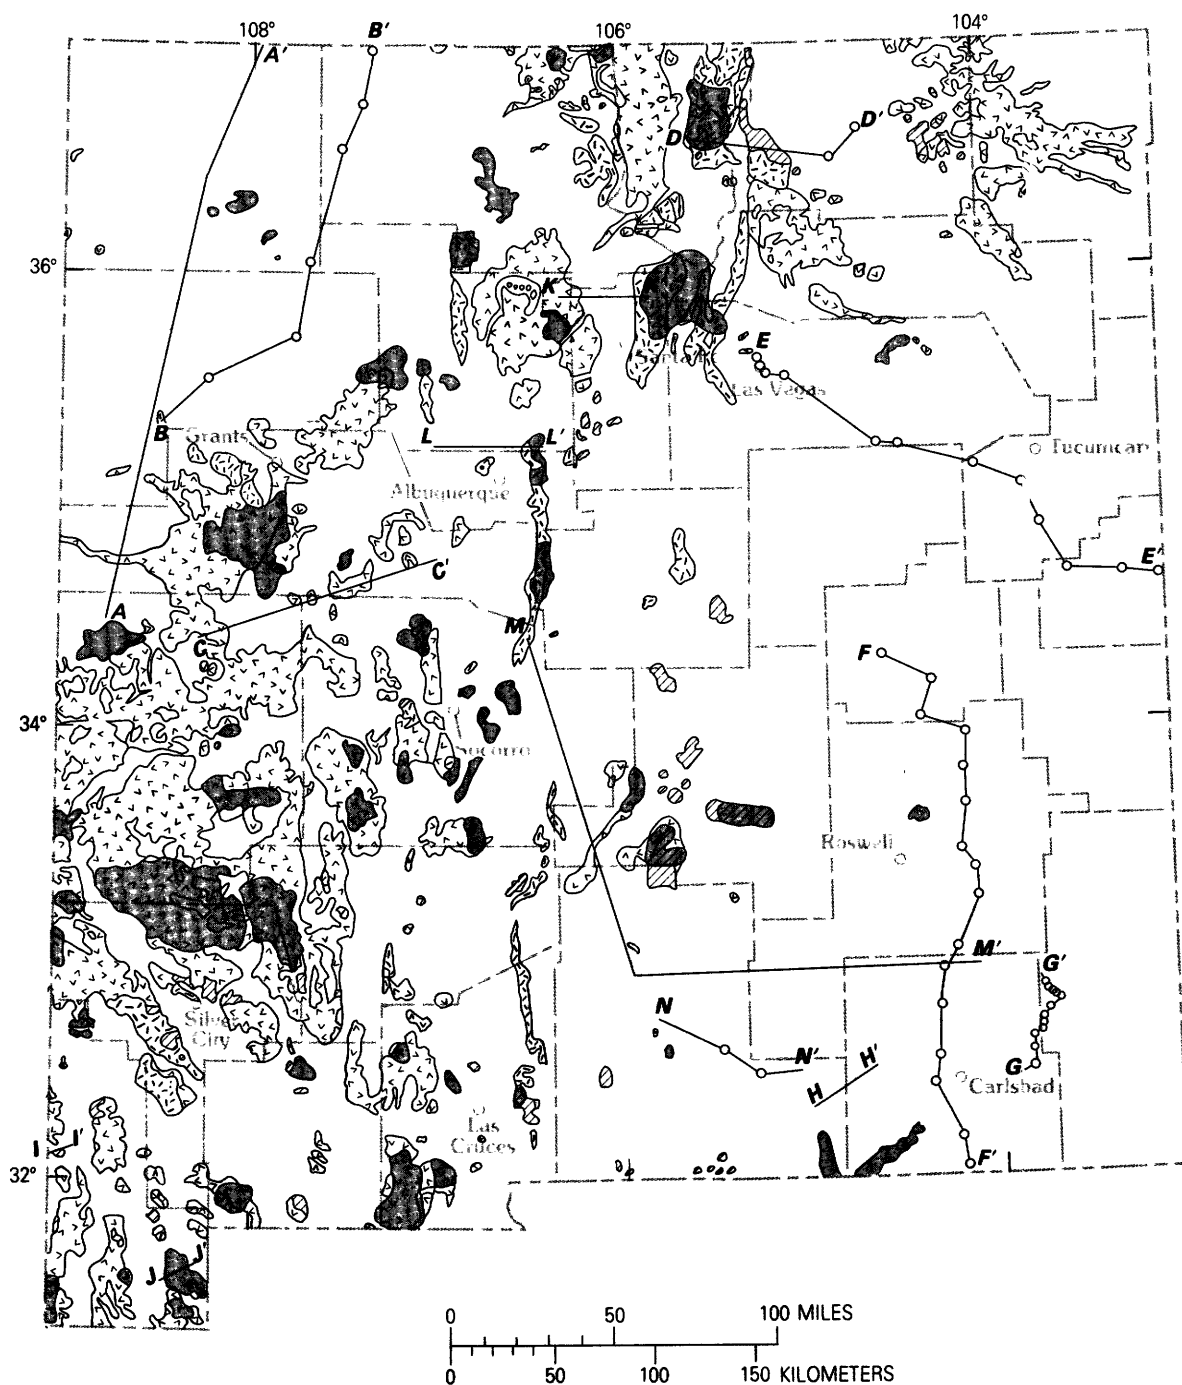 108°
106°
104°
A'
B'
D
D'
36°
K
E
Santa Fe
Las Vegas
B
Grants
L
L'
Tucumcari
Albuquerque
C'
E'
A
C
M
F
34°
Socorro
Roswell
M'
G'
N
Silver
City
N'
H'
G
H
Carlsbad
Las
Cruces
I
I'
F'
32°
J
J'
0 50 100 MILES
0 50 100 150 KILOMETERS